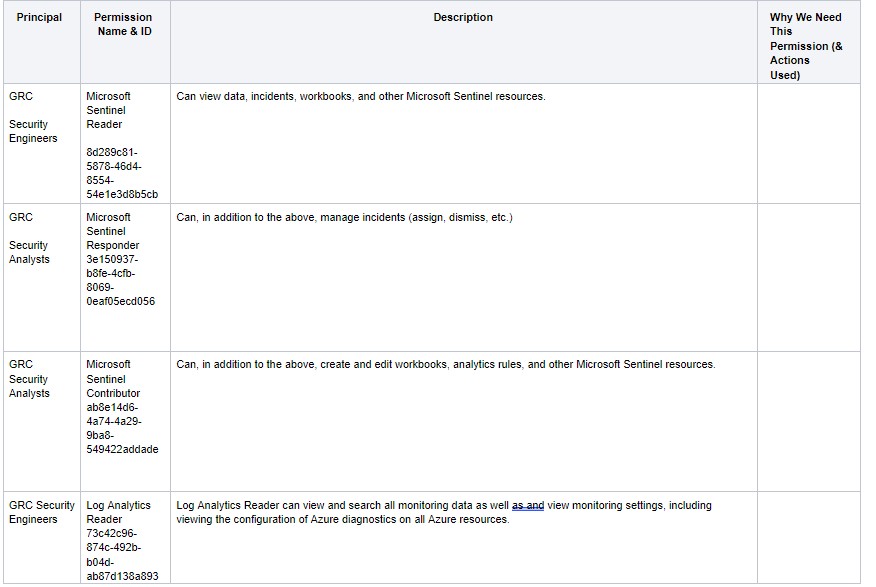 Principal
Permission
Name & ID
Description
Why We Need
This
Permission (&
Actions
Used)
GRC
Security
Engineers
Microsoft
Sentinel
Reader
8d289c81-
5878-46d4-
8554-
54e1e3d8b5cb
Can view data, incidents, workbooks, and other Microsoft Sentinel resources.
GRC
Security
Analysts
Microsoft
Sentinel
Responder
3e150937-
b8fe-4cfb-
8069-
0eaf05ecd056
Can, in addition to the above, manage incidents (assign, dismiss, etc.)
GRC
Security
Analysts
Microsoft
Sentinel
Contributor
ab8e14d6-
4a74-4a29-
9ba8-
549422addade
Can, in addition to the above, create and edit workbooks, analytics rules, and other Microsoft Sentinel resources.
GRC Security
Engineers
Log Analytics
Reader
73c42c96-
874c-492b-
b04d-
ab87d138a893
Log Analytics Reader can view and search all monitoring data as well as and view monitoring settings, including
viewing the configuration of Azure diagnostics on all Azure resources.